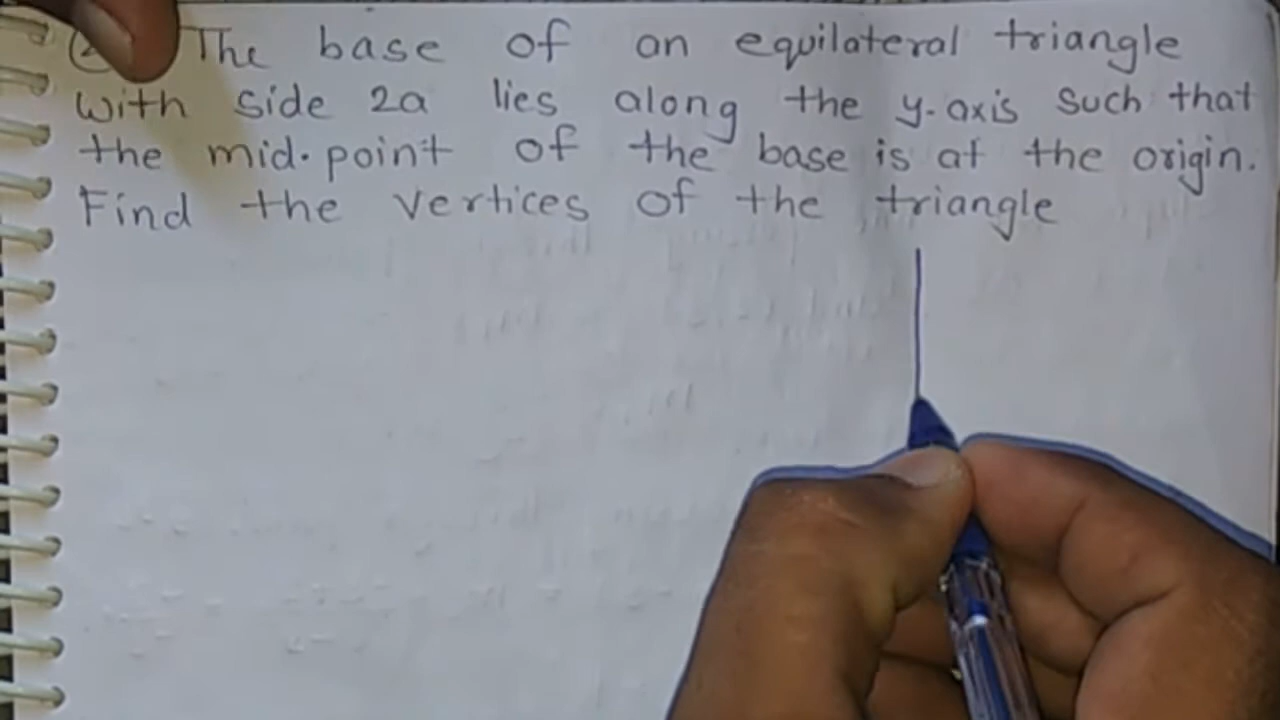 The base of an equilateral triangle
with side 2a lies along the y-axis such that
the mid-point of the base is at the origin.
Find the vertices of the triangle